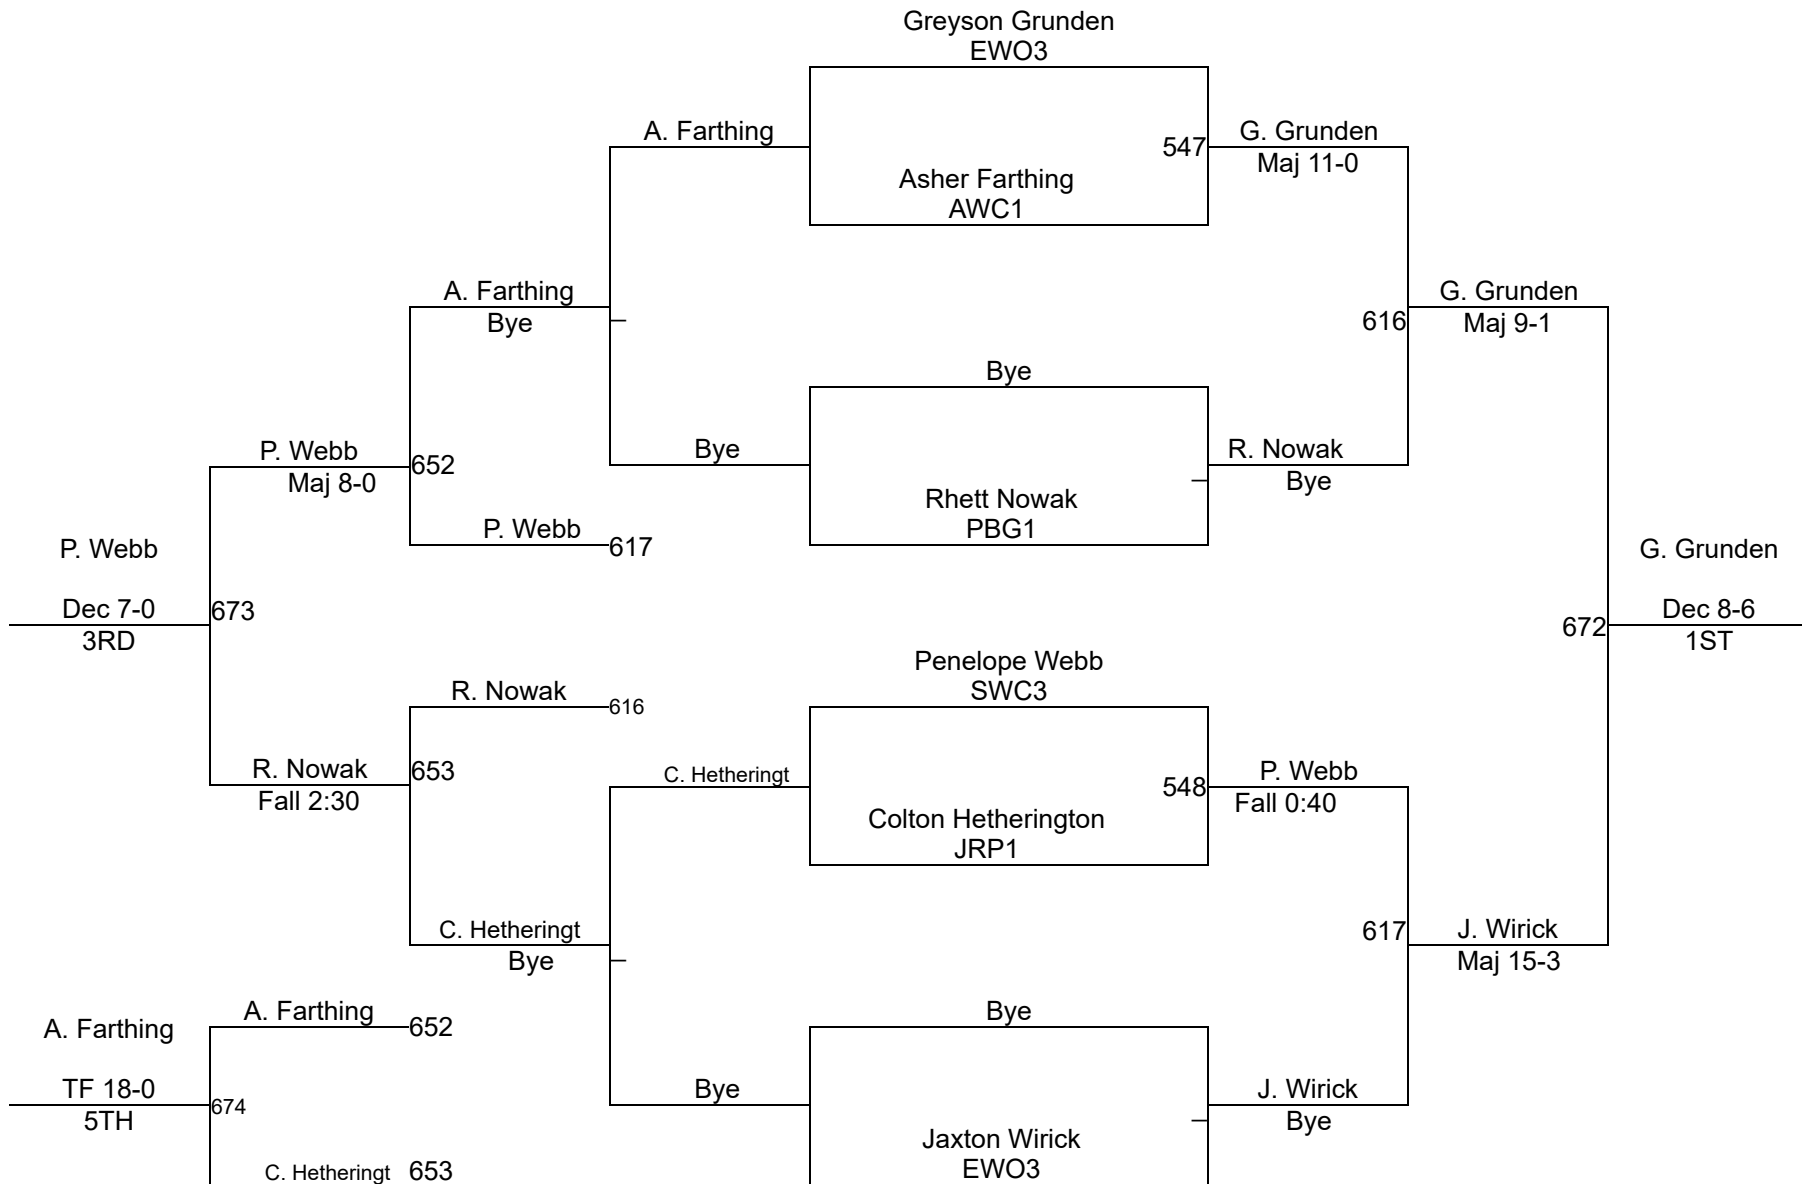 Greyson Grunden
EWO3
A. Farthing
547
G. Grunden
Maj 11-0
Asher Farthing
AWC1
A. Farthing
Bye
616
G. Grunden
Maj 9-1
Bye
P. Webb
Maj 8-0
652
Bye
R. Nowak
Bye
Rhett Nowak
PBG1
P. Webb
617
P. Webb
Dec 7-0
3RD
673
G. Grunden
672
Dec 8-6
1ST
Penelope Webb
SWC3
R. Nowak
616
R. Nowak
Fall 2:30
653
C. Hetheringt
548
P. Webb
Fall 0:40
Colton Hetherington
JRP1
C. Hetheringt
Bye
617
J. Wirick
Maj 15-3
A. Farthing
A. Farthing
652
Bye
TF 18-0
5TH
674
Bye
J. Wirick
Bye
Jaxton Wirick
EWO3
C. Hetheringt
653